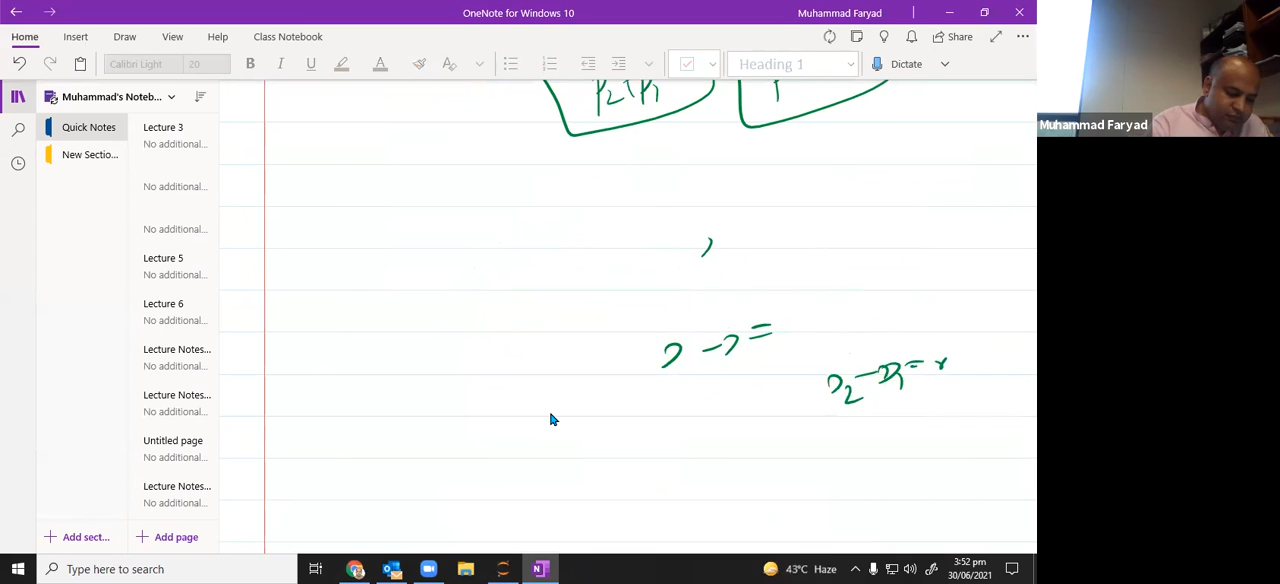 OneNote for Windows 10
Muhammad Faryad
Home Insert Draw View Help Class Notebook
Share
Calibri Light 20
B I U A
Heading 1
Dictate
Muhammad's Noteb...
Quick Notes
New Sectio...
Lecture 3
No additional...
No additional...
No additional...
Lecture 5
No additional...
Lecture 6
No additional...
Lecture Notes...
No additional...
Lecture Notes...
No additional...
Untitled page
No additional...
Lecture Notes...
No additional...
Add sect...
Add page
Muhammad Faryad
Type here to search
43°C Haze
3:52 pm
30/06/2021